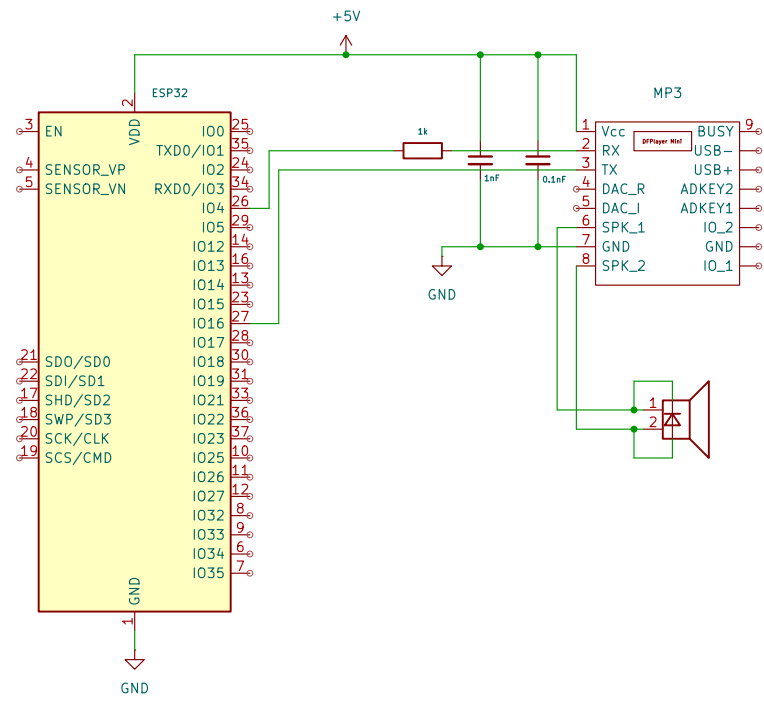 +5V
ESP32
2
VDD
3 EN
4 SENSOR_VP
5 SENSOR_VN
21 SDO/SD0
22 SDI/SD1
17 SHD/SD2
18 SWP/SD3
20 SCK/CLK
19 SCS/CMD
IO0 25
TXD0/IO1 35
IO2 24
RXD0/IO3 34
IO4 26
IO5 29
IO12 14
IO13 16
IO14 13
IO15 23
IO16 27
IO17 28
IO18 30
IO19 31
IO21 33
IO22 36
IO23 37
IO25 10
IO26 11
IO27 12
IO32 8
IO33 9
IO34 6
IO35 7
GND
1
GND
1k
1nF
0.1nF
GND
MP3
DFPlayer Mini
1 Vcc
2 RX
3 TX
4 DAC_R
5 DAC_I
6 SPK_1
7 GND
8 SPK_2
BUSY 9
USB-
USB+
ADKEY2
ADKEY1
IO_2
GND
IO_1
1
2